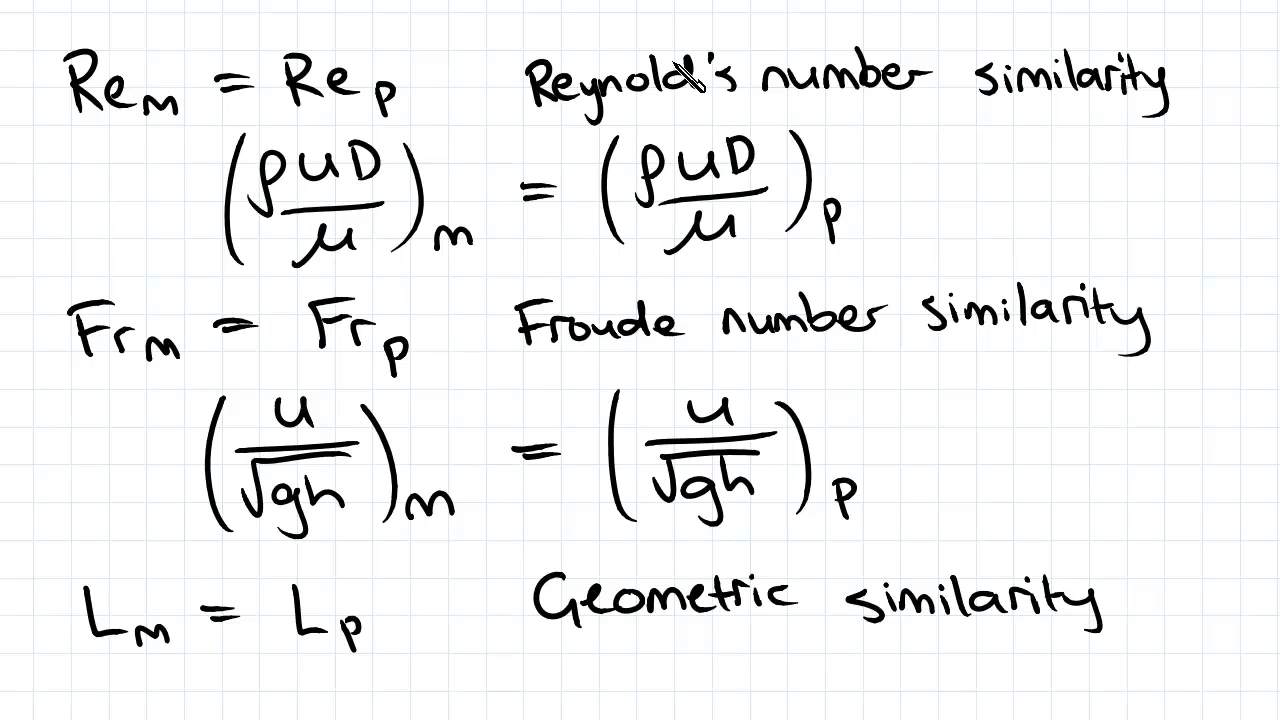 Re_m = Re_p Reynold's number similarity
(ρuD/μ)_m = (ρuD/μ)_p
Fr_m = Fr_p Froude number similarity
(u/√gh)_m = (u/√gh)_p
L_m = L_p Geometric similarity